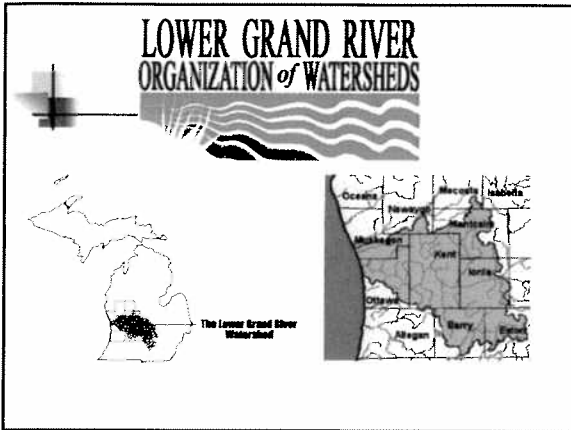 LOWER GRAND RIVER
ORGANIZATION of WATERSHEDS
Oceana
Mecosta
Isabella
Newaygo
Montcalm
Muskegon
Kent
Ionia
Ottawa
The Lower Grand River
Watershed
Allegan
Barry
Eaton